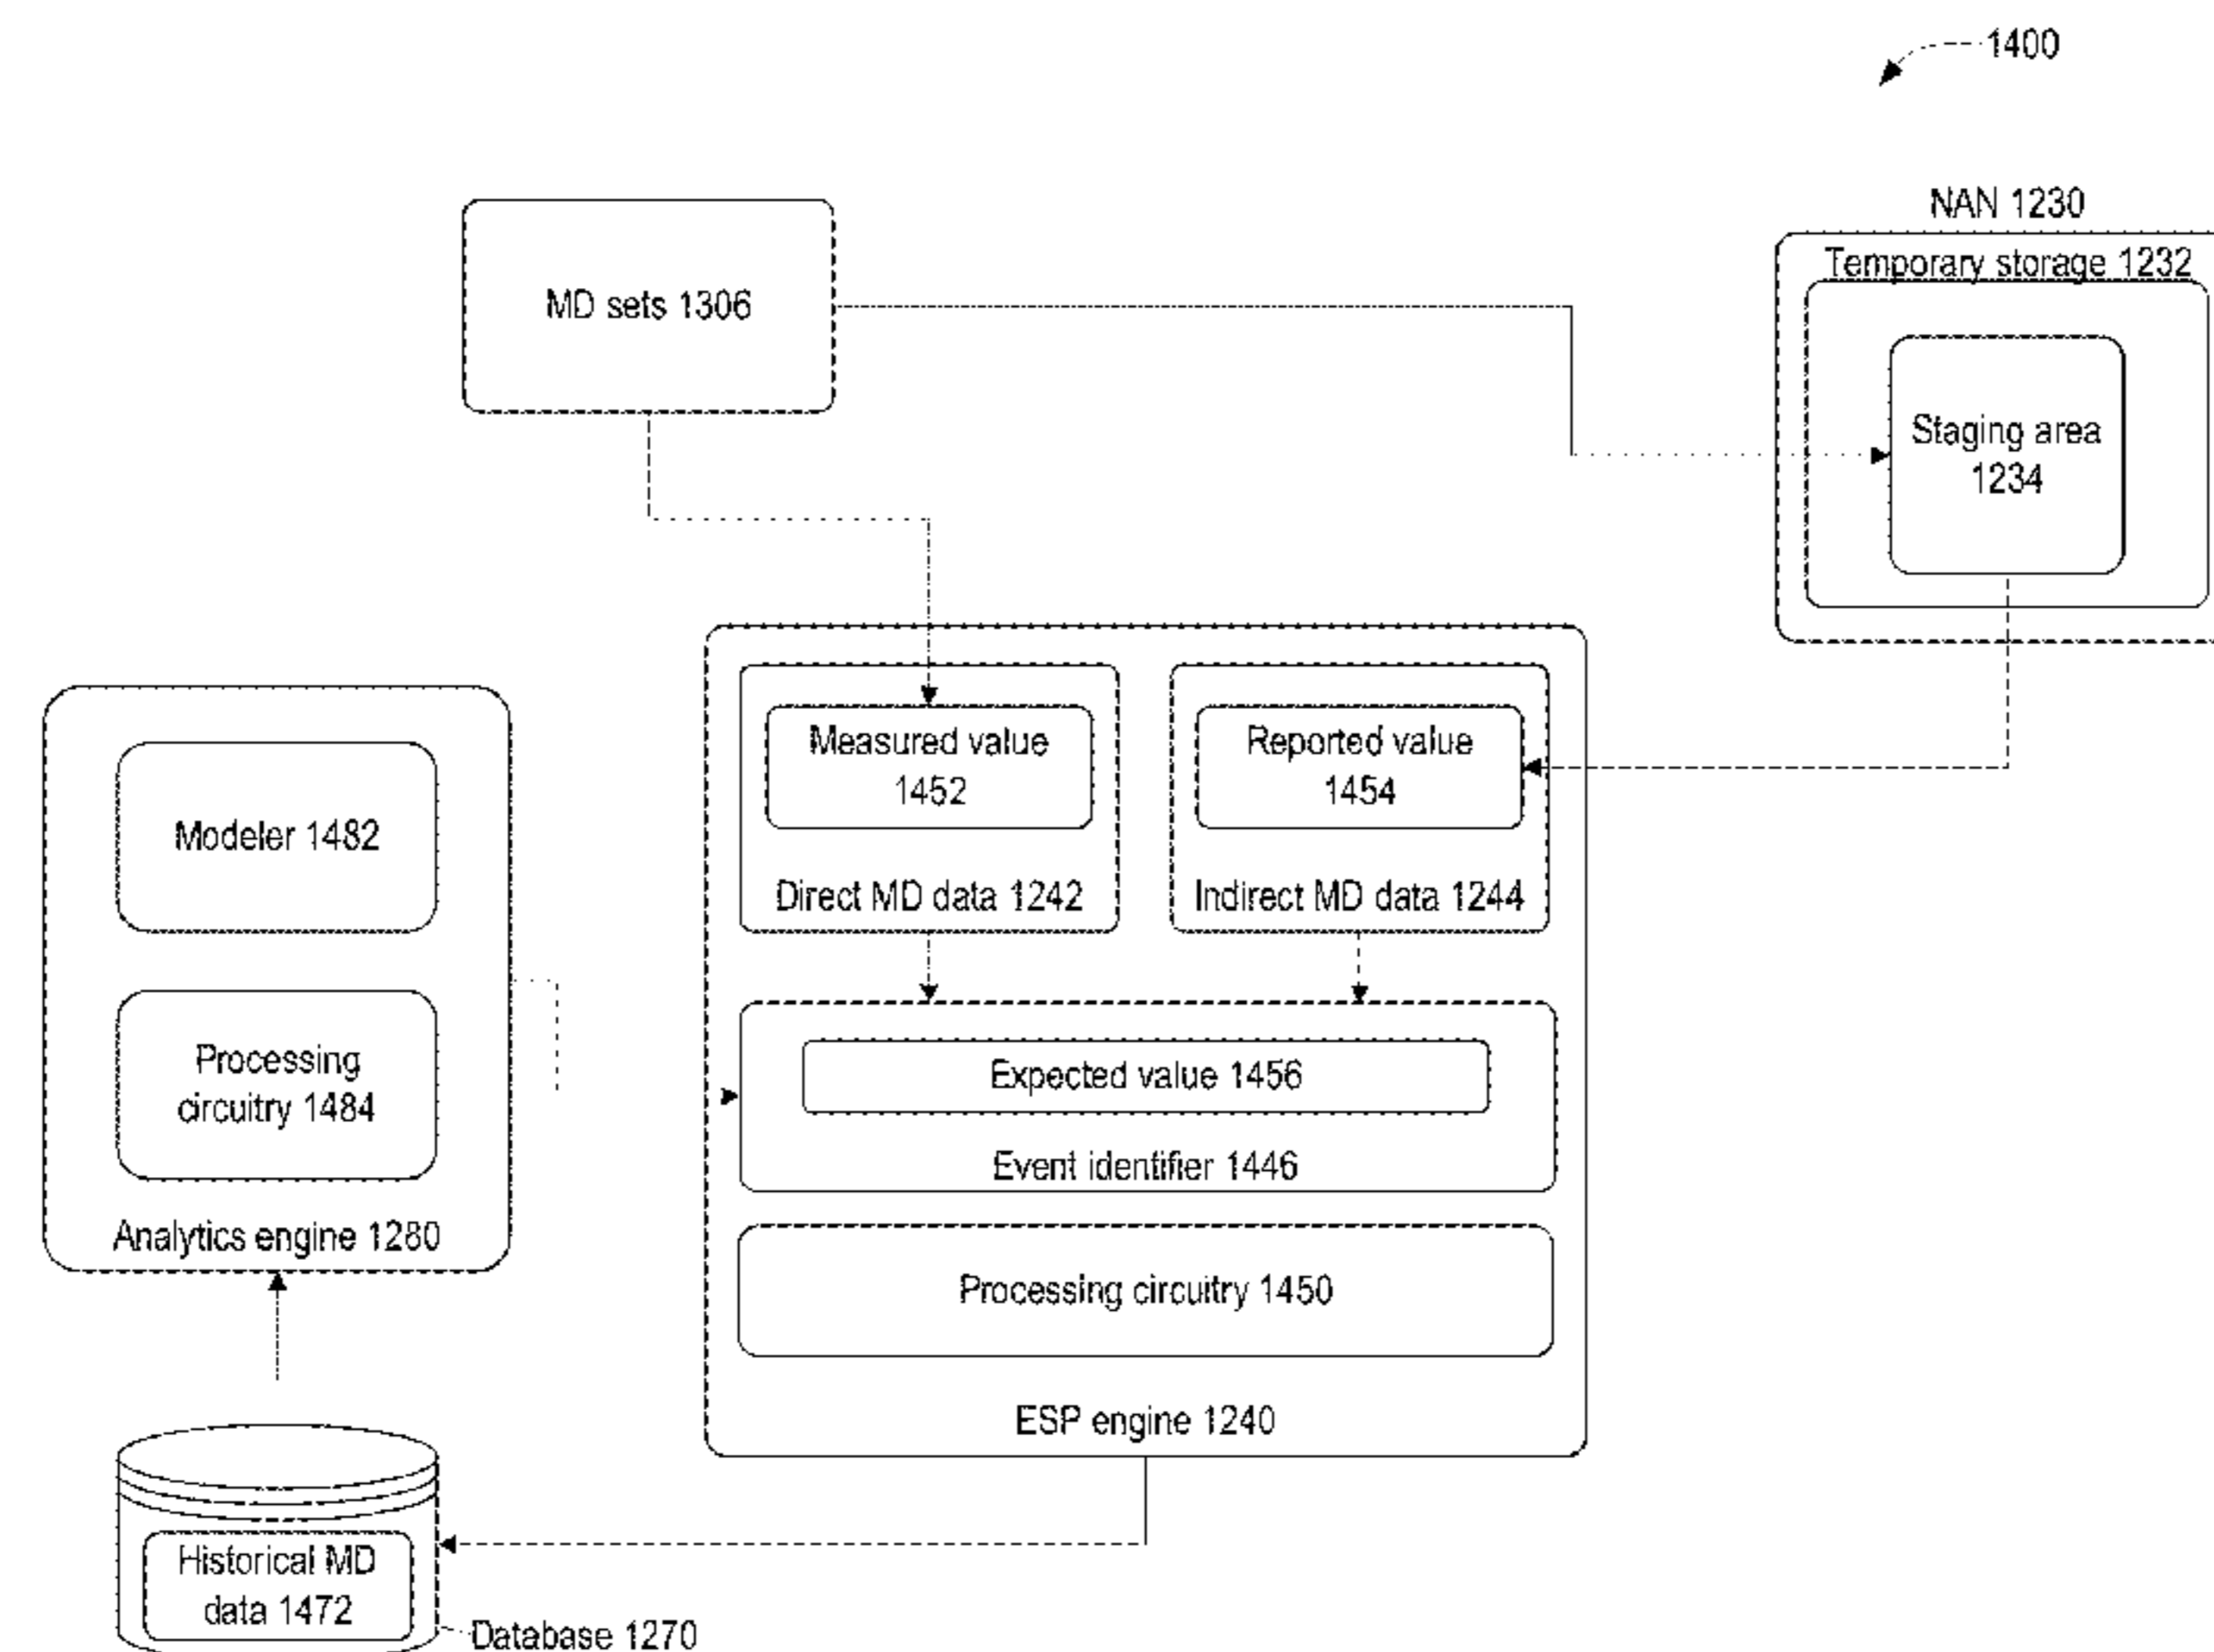 1400
NAN 1230
Temporary storage 1232
MD sets 1306
Staging area
1234
Measured value
1452
Reported value
1454
Direct MD data 1242
Indirect MD data 1244
Modeler 1482
Processing
circuitry 1484
Analytics engine 1280
Expected value 1456
Event identifier 1446
Processing circuitry 1450
ESP engine 1240
Historical MD
data 1472
Database 1270